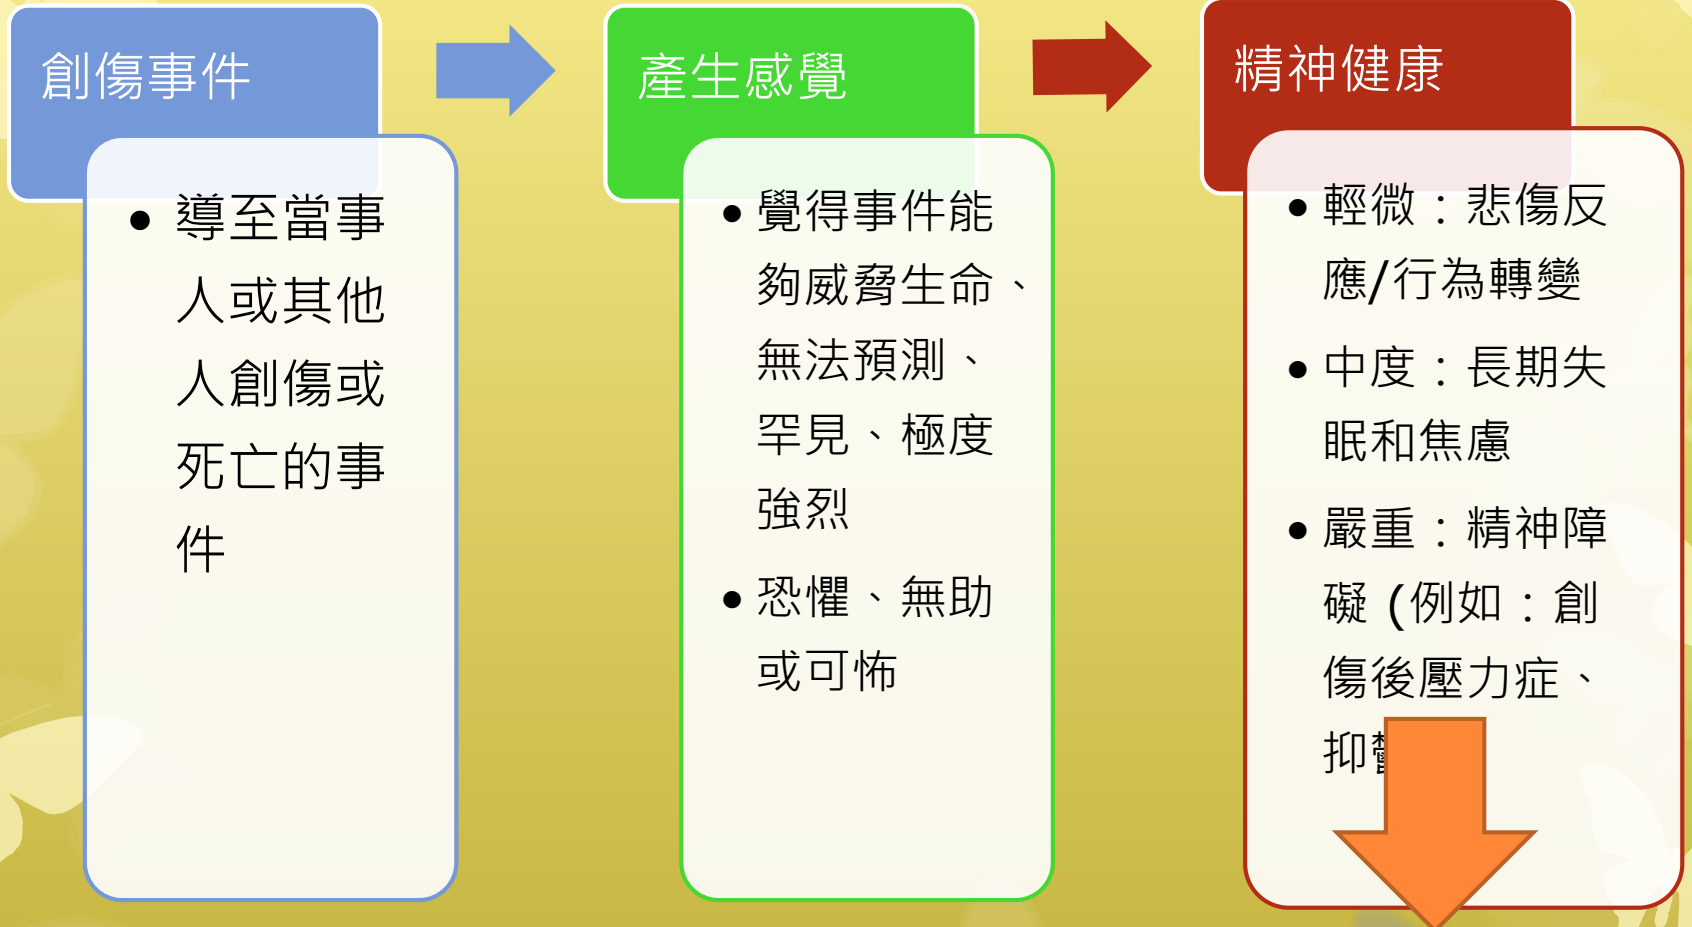 創傷事件
導至當事
人或其他
人創傷或
死亡的事
件
產生感覺
覺得事件能
夠威脅生命、
無法預測、
罕見、極度
強烈
恐懼、無助
或可怖
精神健康
輕微：悲傷反
應/行為轉變
中度：長期失
眠和焦慮
嚴重：精神障
礙 (例如：創
傷後壓力症、
抑